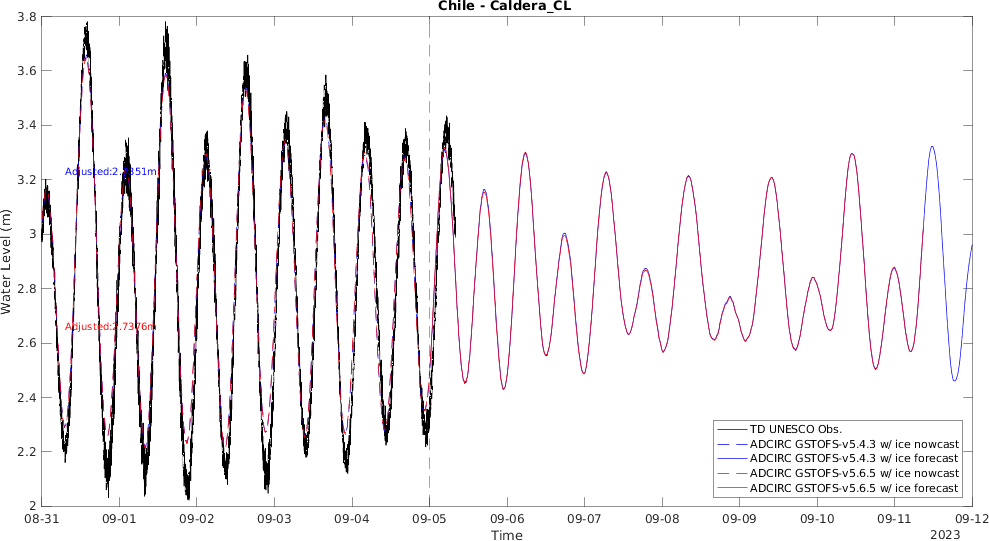 Chile - Caldera_CL
3.8
3.6
3.4
3.2
3
2.8
2.6
2.4
2.2
2
Water Level (m)
Adjusted:2.7376m
TD UNESCO Obs.
ADCIRC GSTOFS-v5.4.3 w/ ice nowcast
ADCIRC GSTOFS-v5.4.3 w/ ice forecast
ADCIRC GSTOFS-v5.6.5 w/ ice nowcast
ADCIRC GSTOFS-v5.6.5 w/ ice forecast
08-31 09-01 09-02 09-03 09-04 09-05 09-06 09-07 09-08 09-09 09-10 09-11 09-12
Time
2023